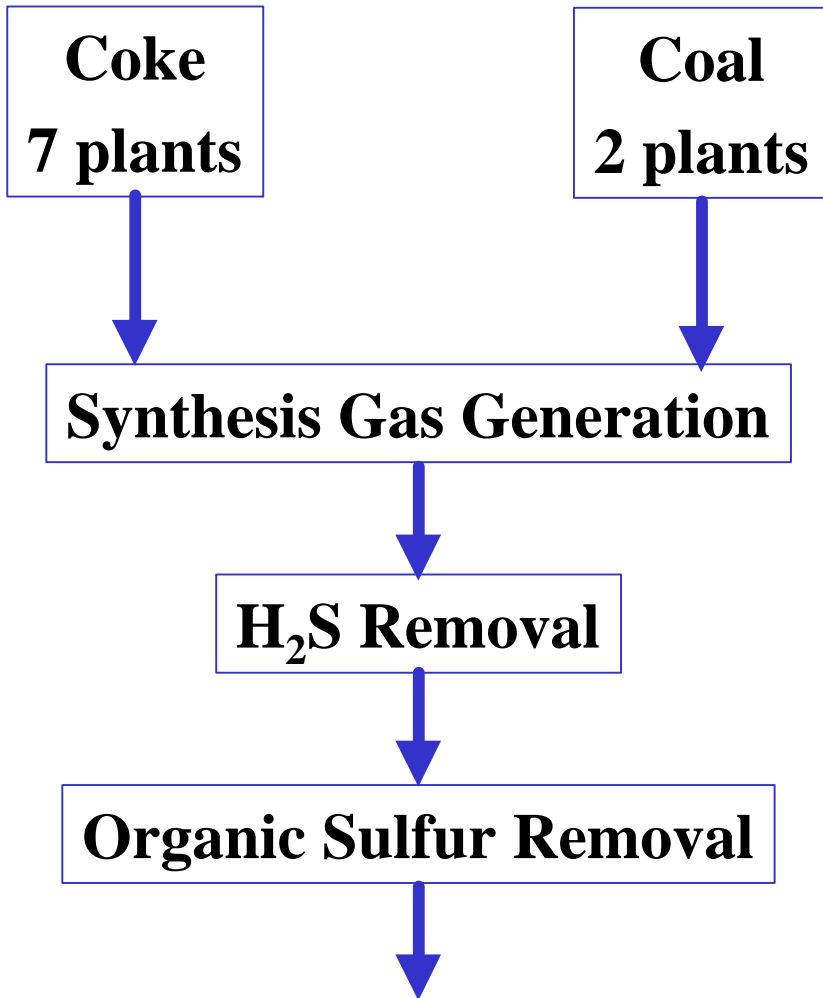 Coke
7 plants
Coal
2 plants
Synthesis Gas Generation
H₂S Removal
Organic Sulfur Removal